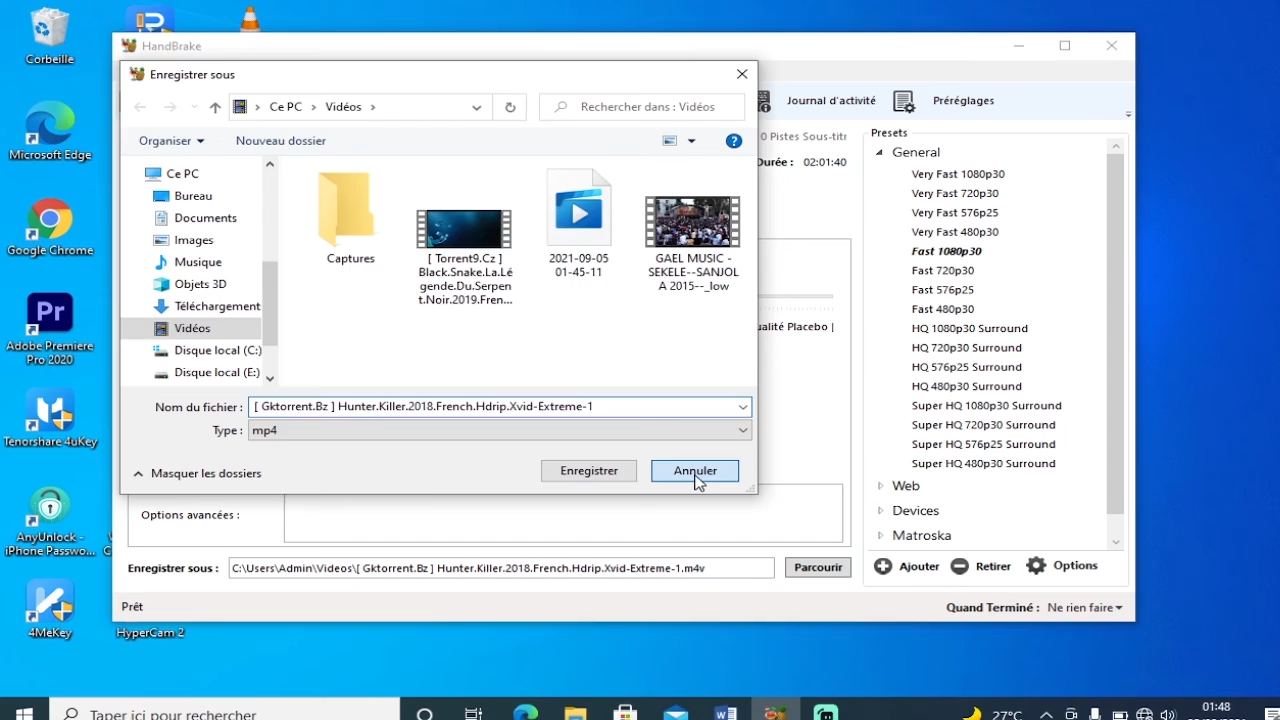 Corbeille
Microsoft Edge
Google Chrome
Pr
Adobe Premiere
Pro 2020
Tenorshare 4uKey
AnyUnlock -
iPhone Passwo...
4MeKey
HyperCam 2
HandBrake
Enregistrer sous
Ce PC
Vidéos
Rechercher dans : Vidéos
Organiser
Nouveau dossier
Ce PC
Bureau
Documents
Images
Musique
Objets 3D
Téléchargement
Vidéos
Disque local (C:)
Disque local (E:)
Captures
[ Torrent9.Cz ]
Black.Snake.La.Lé
gende.Du.Serpen
t.Noir.2019.Fren...
2021-09-05
01-45-11
GAEL MUSIC -
SEKELE--SANJOL
A 2015--_low
Nom du fichier :
[ Gktorrent.Bz ] Hunter.Killer.2018.French.Hdrip.Xvid-Extreme-1
Type :
mp4
Masquer les dossiers
Enregistrer
Annuler
Journal d'activité
Préréglages
0 Pistes Sous-titr
Durée :
02:01:40
ualité Placebo |
Presets
General
Very Fast 1080p30
Very Fast 720p30
Very Fast 576p25
Very Fast 480p30
Fast 1080p30
Fast 720p30
Fast 576p25
Fast 480p30
HQ 1080p30 Surround
HQ 720p30 Surround
HQ 576p25 Surround
HQ 480p30 Surround
Super HQ 1080p30 Surround
Super HQ 720p30 Surround
Super HQ 576p25 Surround
Super HQ 480p30 Surround
Web
Devices
Matroska
Ajouter
Retirer
Options
Options avancées :
Enregistrer sous :
C:\Users\Admin\Videos\[ Gktorrent.Bz ] Hunter.Killer.2018.French.Hdrip.Xvid-Extreme-1.m4v
Parcourir
Prêt
Quand Terminé :
Ne rien faire
Taper ici pour rechercher
27°C
01:48